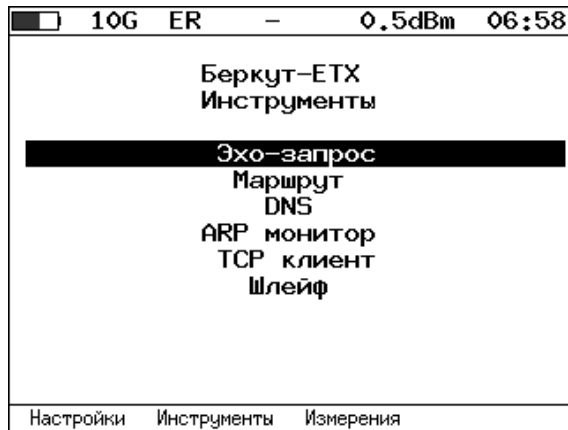 10G ER – 0.5dBm 06:58
Беркут-ETX
Инструменты
Эхо-запрос
Маршрут
DNS
ARP монитор
TCP клиент
Шлейф
Настройки Инструменты Измерения